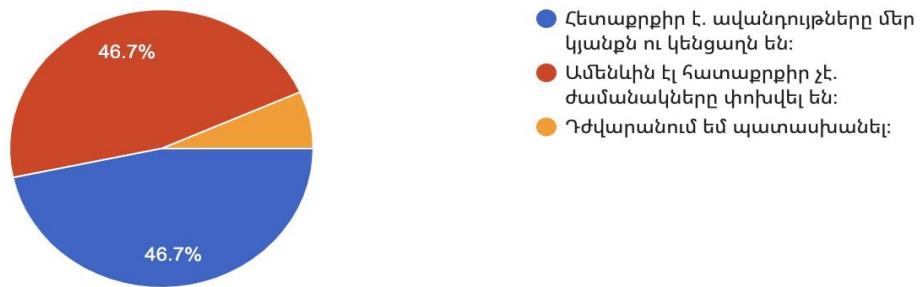 46.7%
46.7%
Հետաքրքիր է. ավանդույթները մեր
կյանքն ու կենցաղն են:
Ամենևին էլ հատաքրքիր չէ.
ժամանակները փոխվել են:
Դժվարանում եմ պատասխանել: